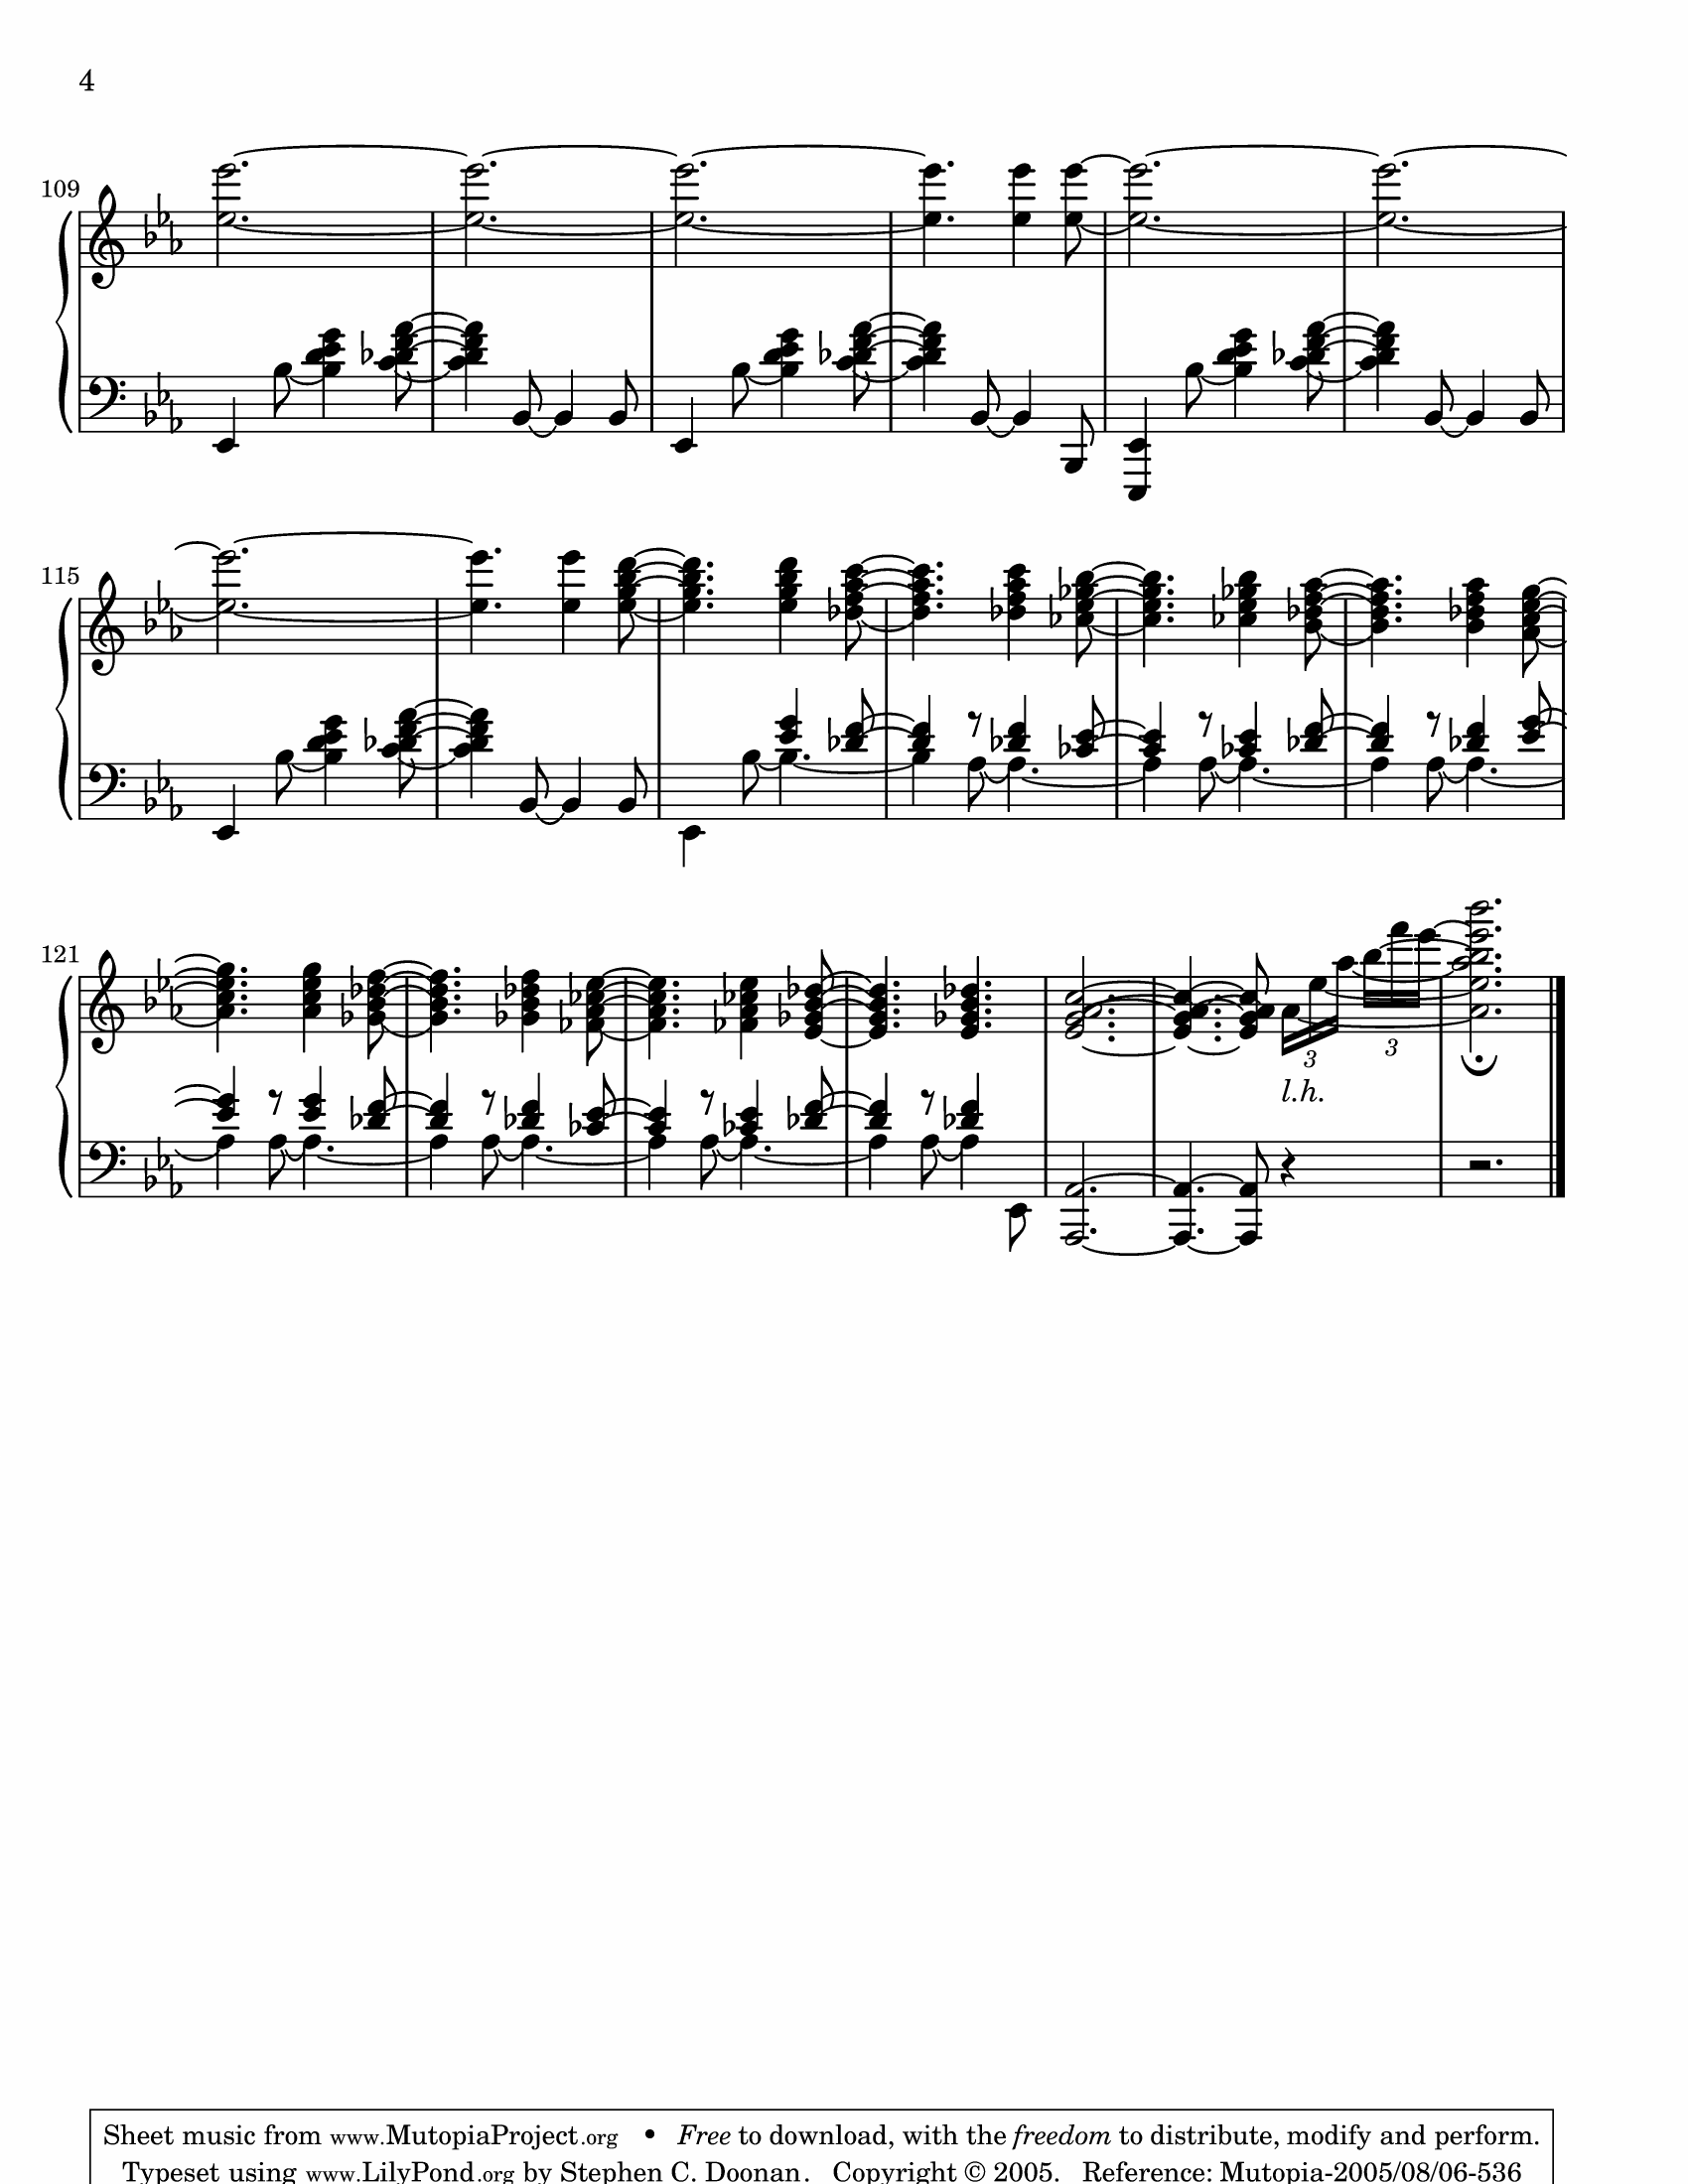 4
109
115
121
3
3
l.h.
Sheet music from www.MutopiaProject.org • Free to download, with the freedom to distribute, modify and perform.
Typeset using www.LilyPond.org by Stephen C. Doonan. Copyright © 2005. Reference: Mutopia-2005/08/06-536